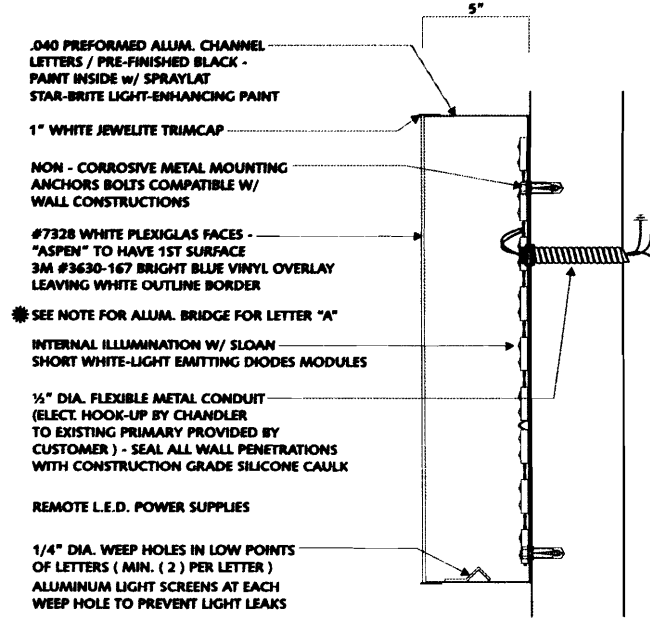 5"
.040 PREFORMED ALUM. CHANNEL
LETTERS / PRE-FINISHED BLACK -
PAINT INSIDE w/ SPRAYLAT
STAR-BRITE LIGHT-ENHANCING PAINT
1" WHITE JEWELITE TRIMCAP
NON - CORROSIVE METAL MOUNTING
ANCHORS BOLTS COMPATIBLE W/
WALL CONSTRUCTIONS
#7328 WHITE PLEXIGLAS FACES -
"ASPEN" TO HAVE 1ST SURFACE
3M #3630-167 BRIGHT BLUE VINYL OVERLAY
LEAVING WHITE OUTLINE BORDER
SEE NOTE FOR ALUM. BRIDGE FOR LETTER "A"
INTERNAL ILLUMINATION W/ SLOAN
SHORT WHITE-LIGHT EMITTING DIODES MODULES
½" DIA. FLEXIBLE METAL CONDUIT
(ELECT. HOOK-UP BY CHANDLER
TO EXISTING PRIMARY PROVIDED BY
CUSTOMER ) - SEAL ALL WALL PENETRATIONS
WITH CONSTRUCTION GRADE SILICONE CAULK
REMOTE L.E.D. POWER SUPPLIES
1/4" DIA. WEEP HOLES IN LOW POINTS
OF LETTERS ( MIN. ( 2 ) PER LETTER )
ALUMINUM LIGHT SCREENS AT EACH
WEEP HOLE TO PREVENT LIGHT LEAKS